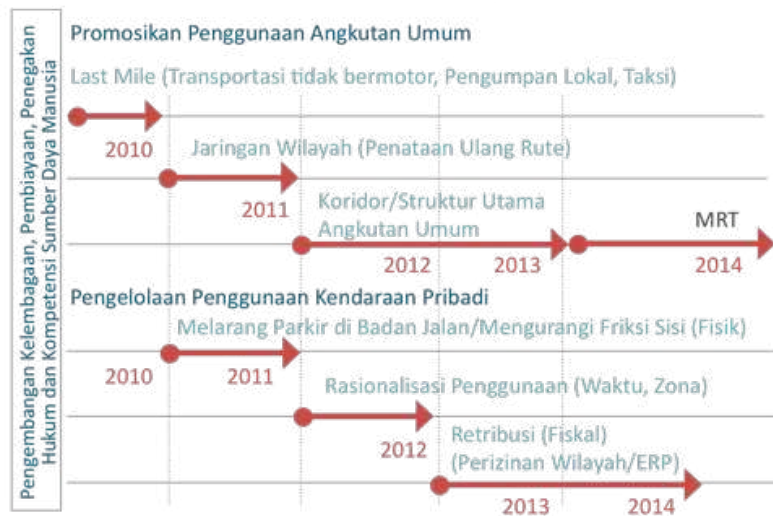 Pengembangan Kelembagaan, Pembiayaan, Penegakan
Hukum dan Kompetensi Sumber Daya Manusia
Promosikan Penggunaan Angkutan Umum
Last Mile (Transportasi tidak bermotor, Pengumpan Lokal, Taksi)
2010
Jaringan Wilayah (Penataan Ulang Rute)
2011
Koridor/Struktur Utama
Angkutan Umum
MRT
2012 2013 2014
Pengelolaan Penggunaan Kendaraan Pribadi
Melarang Parkir di Badan Jalan/Mengurangi Friksi Sisi (Fisik)
2010 2011
Rasionalisasi Penggunaan (Waktu, Zona)
2012
Retribusi (Fiskal)
(Perizinan Wilayah/ERP)
2013 2014